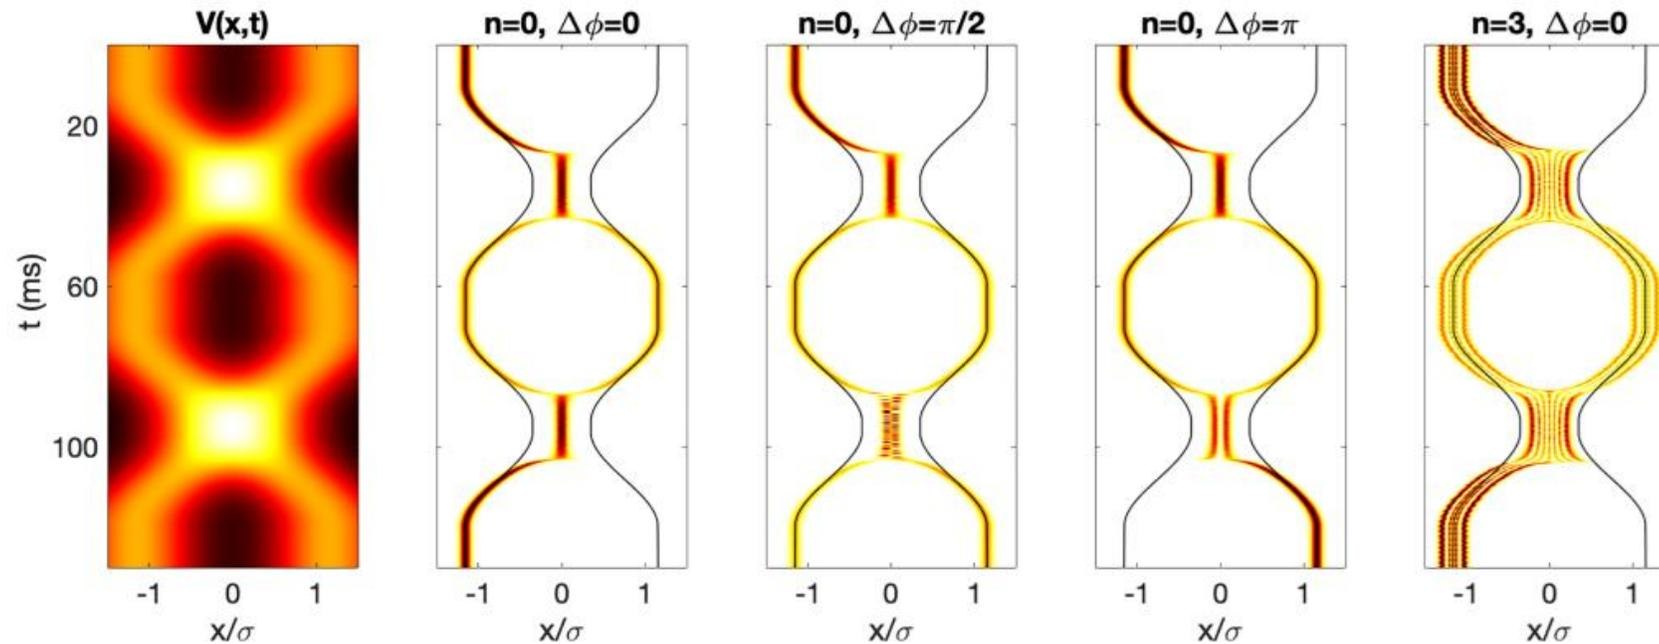 V(x,t)
n=0, Δϕ=0
n=0, Δϕ=π/2
n=0, Δϕ=π
n=3, Δϕ=0
t (ms)
20
60
100
-1 0 1
-1 0 1
-1 0 1
-1 0 1
-1 0 1
x/σ
x/σ
x/σ
x/σ
x/σ